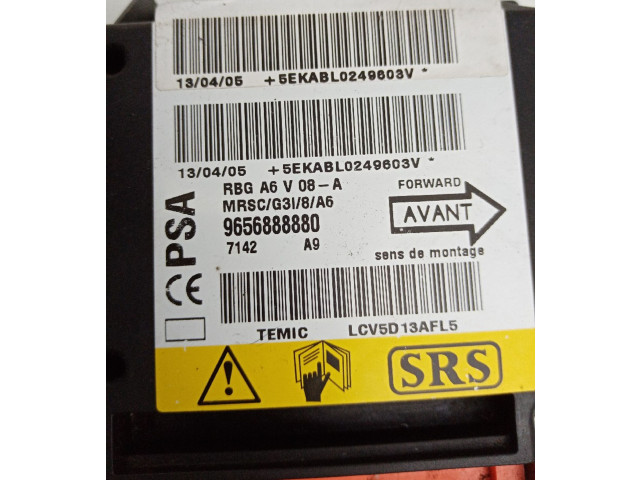 13/04/05 +5EKABL0249603V*
13/04/05 +5EKABL0249603V*
PSA
RBG A6 V 08-A
MRSC/G3I/8/A6
9656888880
7142 A9
FORWARD
AVANT
sens de montage
CE
TEMIC LCV5D13AFL5
SRS